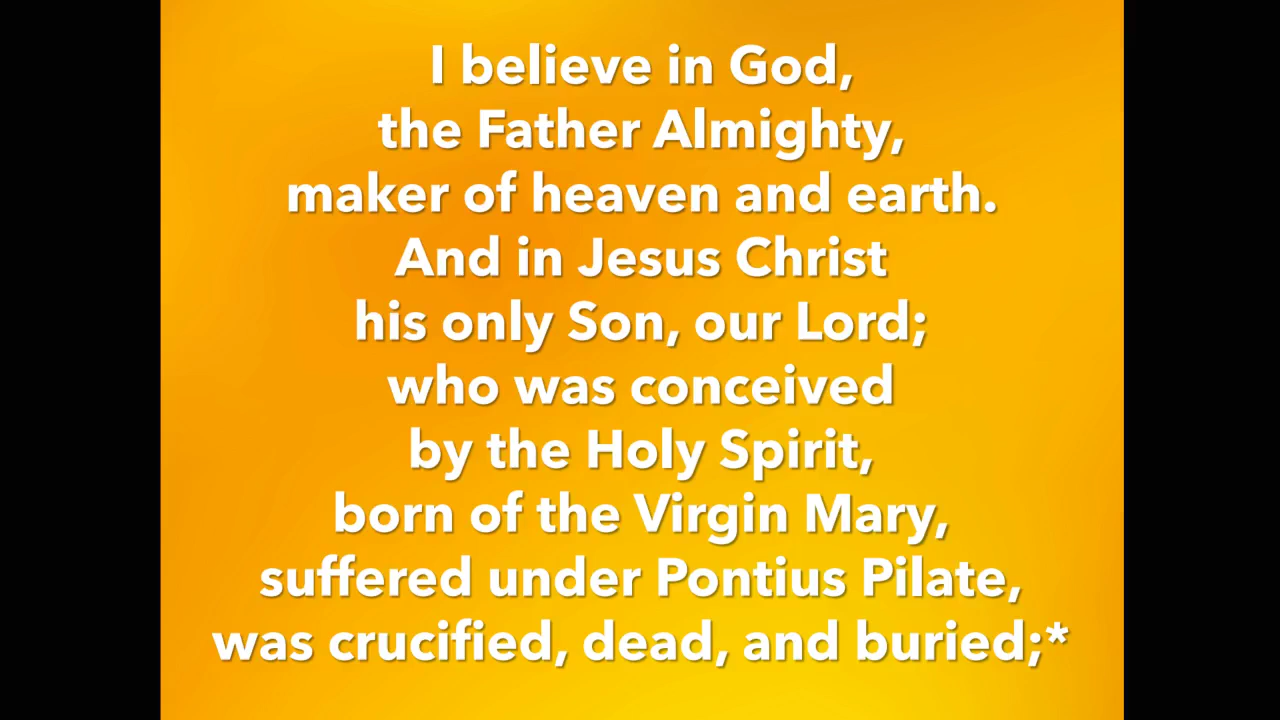 I believe in God,
the Father Almighty,
maker of heaven and earth.
And in Jesus Christ
his only Son, our Lord;
who was conceived
by the Holy Spirit,
born of the Virgin Mary,
suffered under Pontius Pilate,
was crucified, dead, and buried;*